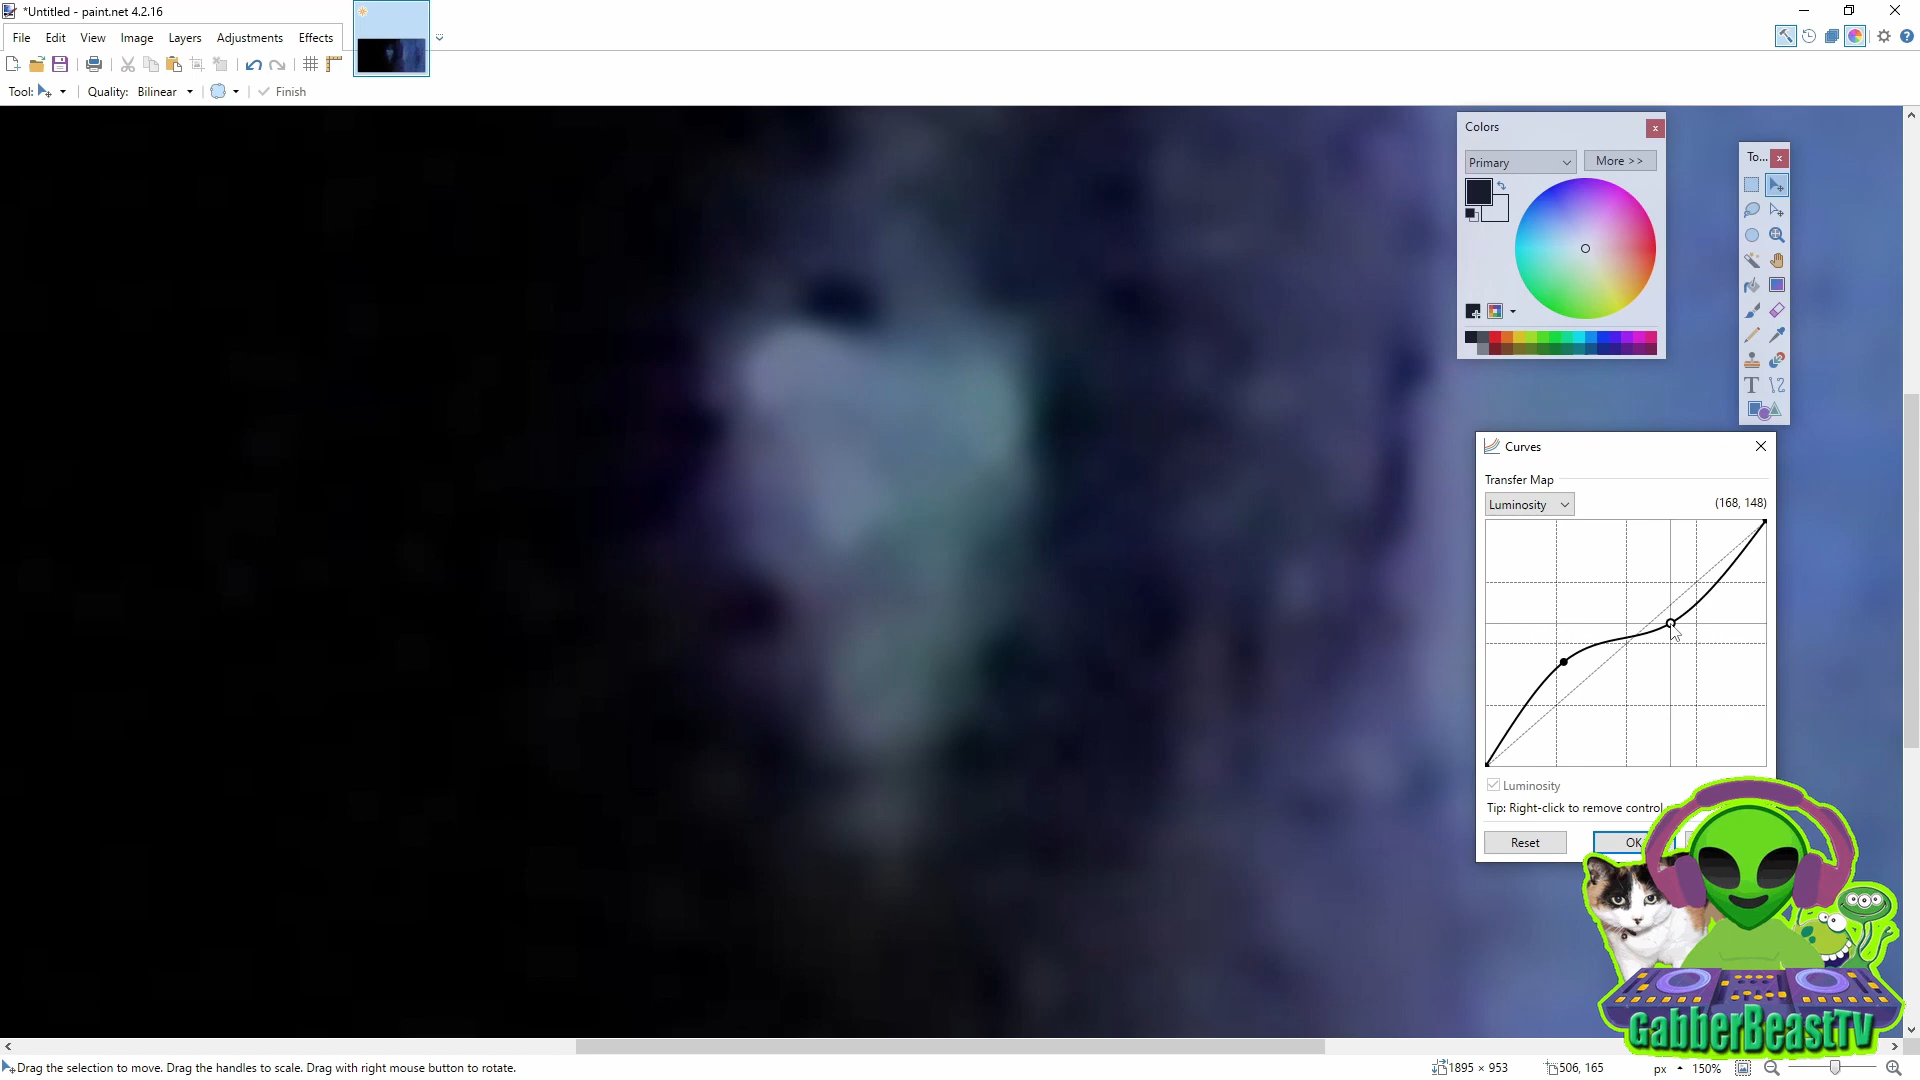 *Untitled - paint.net 4.2.16
File Edit View Image Layers Adjustments Effects
Tool: Quality: Bilinear Finish
Colors
Primary More >>
To...
T
Curves
Transfer Map
Luminosity (168, 148)
Luminosity
Tip: Right-click to remove control
Reset OK
GabberBeastTV
Drag the selection to move. Drag the handles to scale. Drag with right mouse button to rotate. 1895 × 953 506, 165 px 150%